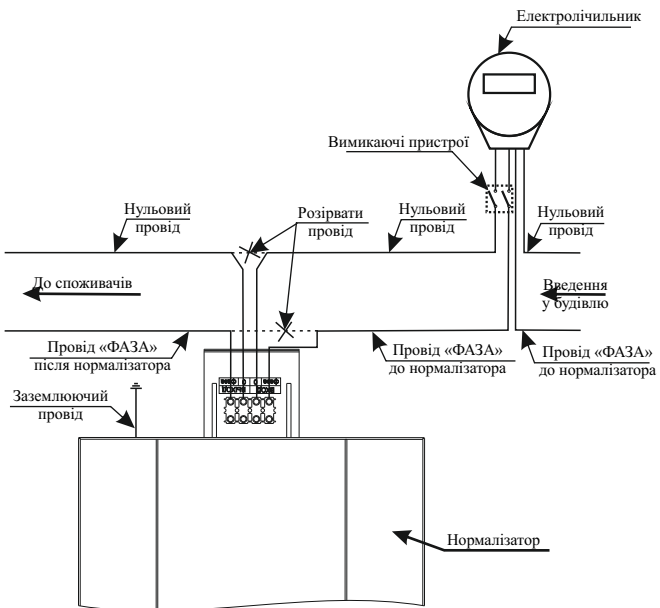 Електролічильник
Вимикаючі пристрої
Нульовий
провід
Розірвати
провід
Нульовий
провід
Нульовий
провід
До споживачів
Введення
у будівлю
Провід «ФАЗА»
після нормалізатора
Провід «ФАЗА»
до нормалізатора
Провід «ФАЗА»
до нормалізатора
Заземлюючий
провід
Нормалізатор